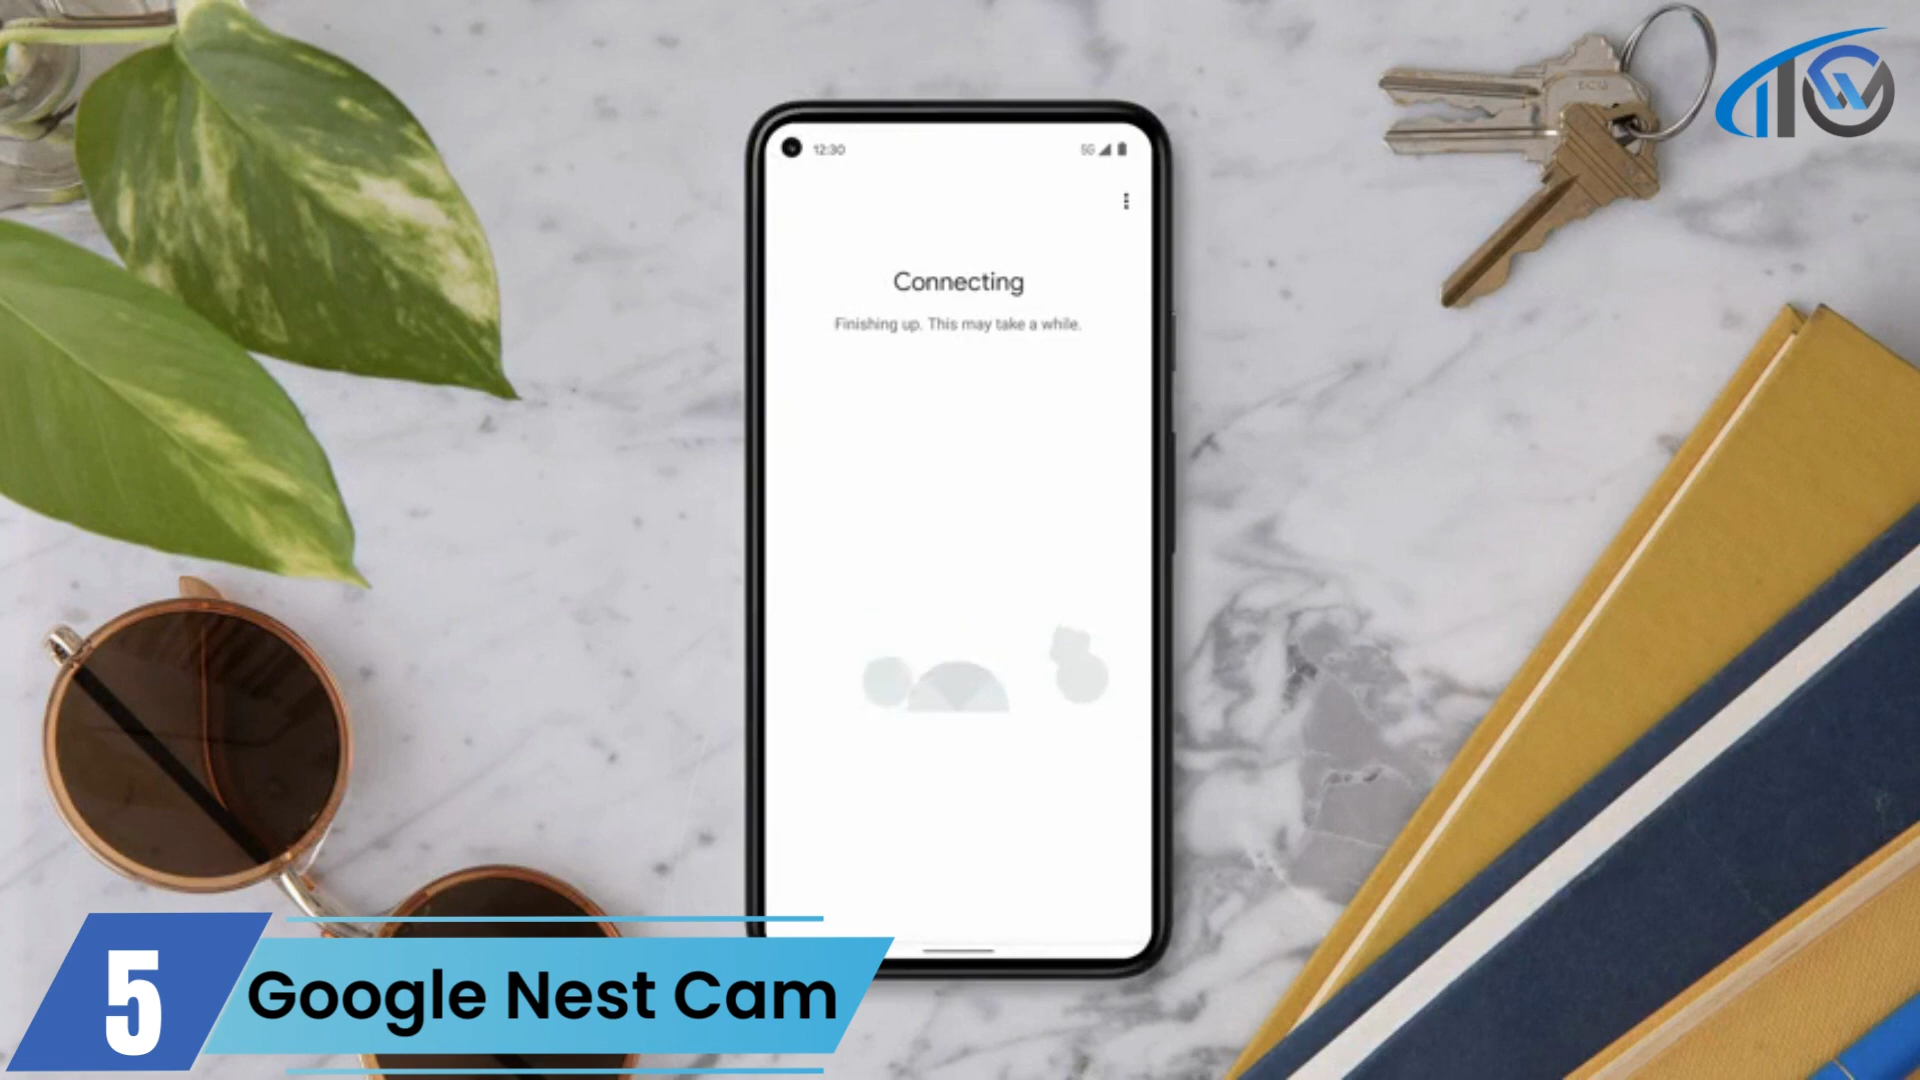 12:30
5G
Connecting
Finishing up. This may take a while.
5
Google Nest Cam